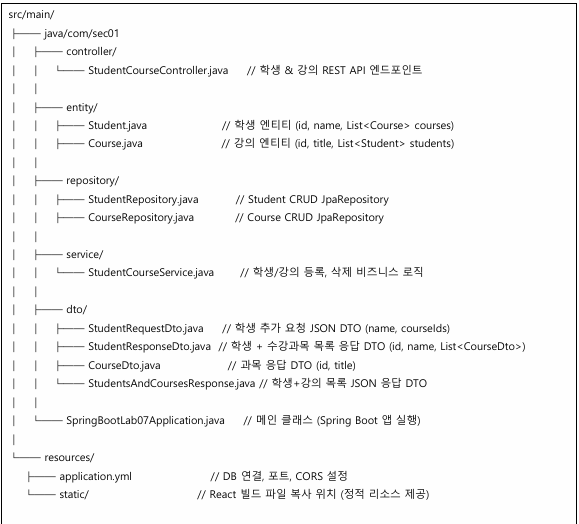 src/main/
├── java/com/sec01
│ ├── controller/
│ │ └── StudentCourseController.java // 학생 & 강의 REST API 엔드포인트
│ │
│ ├── entity/
│ │ ├── Student.java // 학생 엔티티 (id, name, List<Course> courses)
│ │ ├── Course.java // 강의 엔티티 (id, title, List<Student> students)
│ │
│ ├── repository/
│ │ ├── StudentRepository.java // Student CRUD JpaRepository
│ │ ├── CourseRepository.java // Course CRUD JpaRepository
│ │
│ ├── service/
│ │ └── StudentCourseService.java // 학생/강의 등록, 삭제 비즈니스 로직
│ │
│ ├── dto/
│ │ ├── StudentRequestDto.java // 학생 추가 요청 JSON DTO (name, courseIds)
│ │ ├── StudentResponseDto.java // 학생 + 수강과목 목록 응답 DTO (id, name, List<CourseDto>)
│ │ ├── CourseDto.java // 과목 응답 DTO (id, title)
│ │ └── StudentsAndCoursesResponse.java // 학생+강의 목록 JSON 응답 DTO
│ │
│ └── SpringBootLab07Application.java // 메인 클래스 (Spring Boot 앱 실행)
│
└── resources/
├── application.yml // DB 연결, 포트, CORS 설정
└── static/ // React 빌드 파일 복사 위치 (정적 리소스 제공)